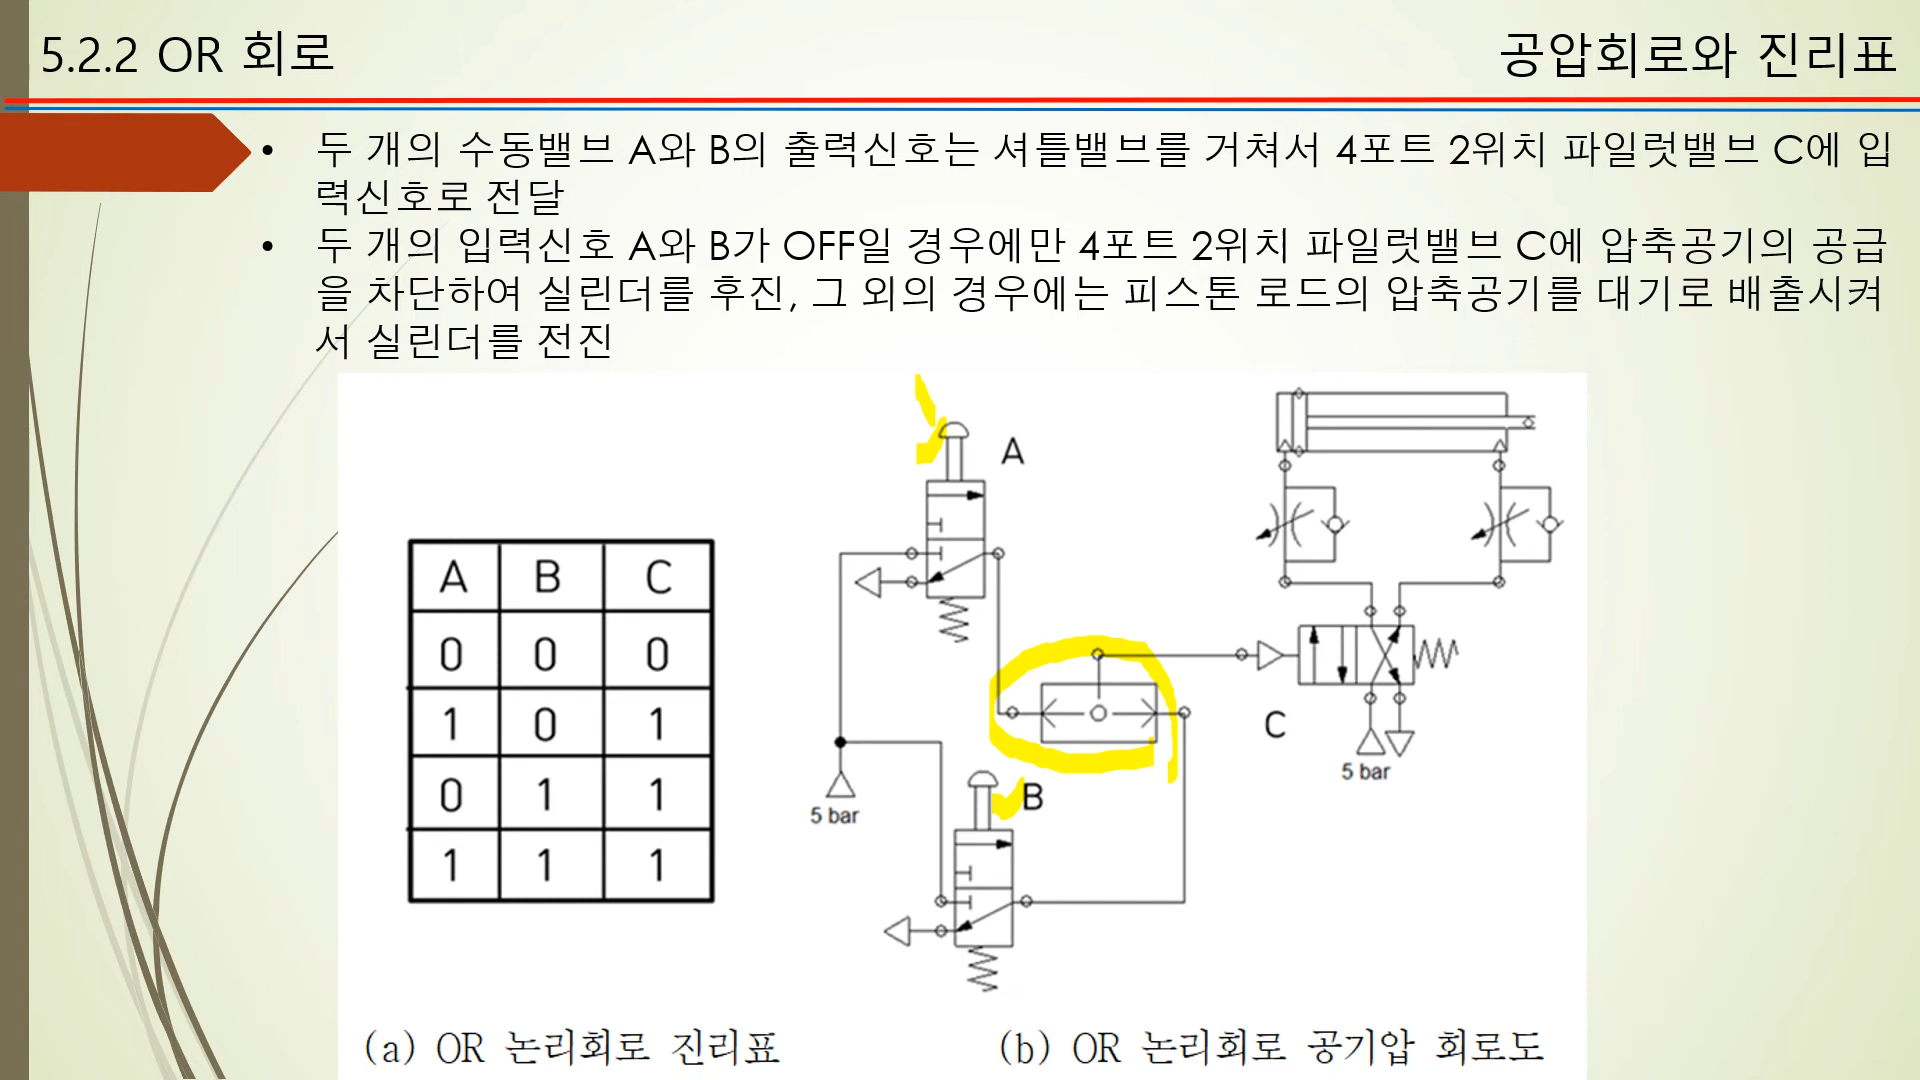 5.2.2 OR 회로
공압회로와 진리표
• 두 개의 수동밸브 A와 B의 출력신호는 셔틀밸브를 거쳐서 4포트 2위치 파일럿밸브 C에 입
력신호로 전달
• 두 개의 입력신호 A와 B가 OFF일 경우에만 4포트 2위치 파일럿밸브 C에 압축공기의 공급
을 차단하여 실린더를 후진, 그 외의 경우에는 피스톤 로드의 압축공기를 대기로 배출시켜
서 실린더를 전진
A B C
0 0 0
1 0 1
0 1 1
1 1 1
A
C
5 bar
B
5 bar
(a) OR 논리회로 진리표
(b) OR 논리회로 공기압 회로도